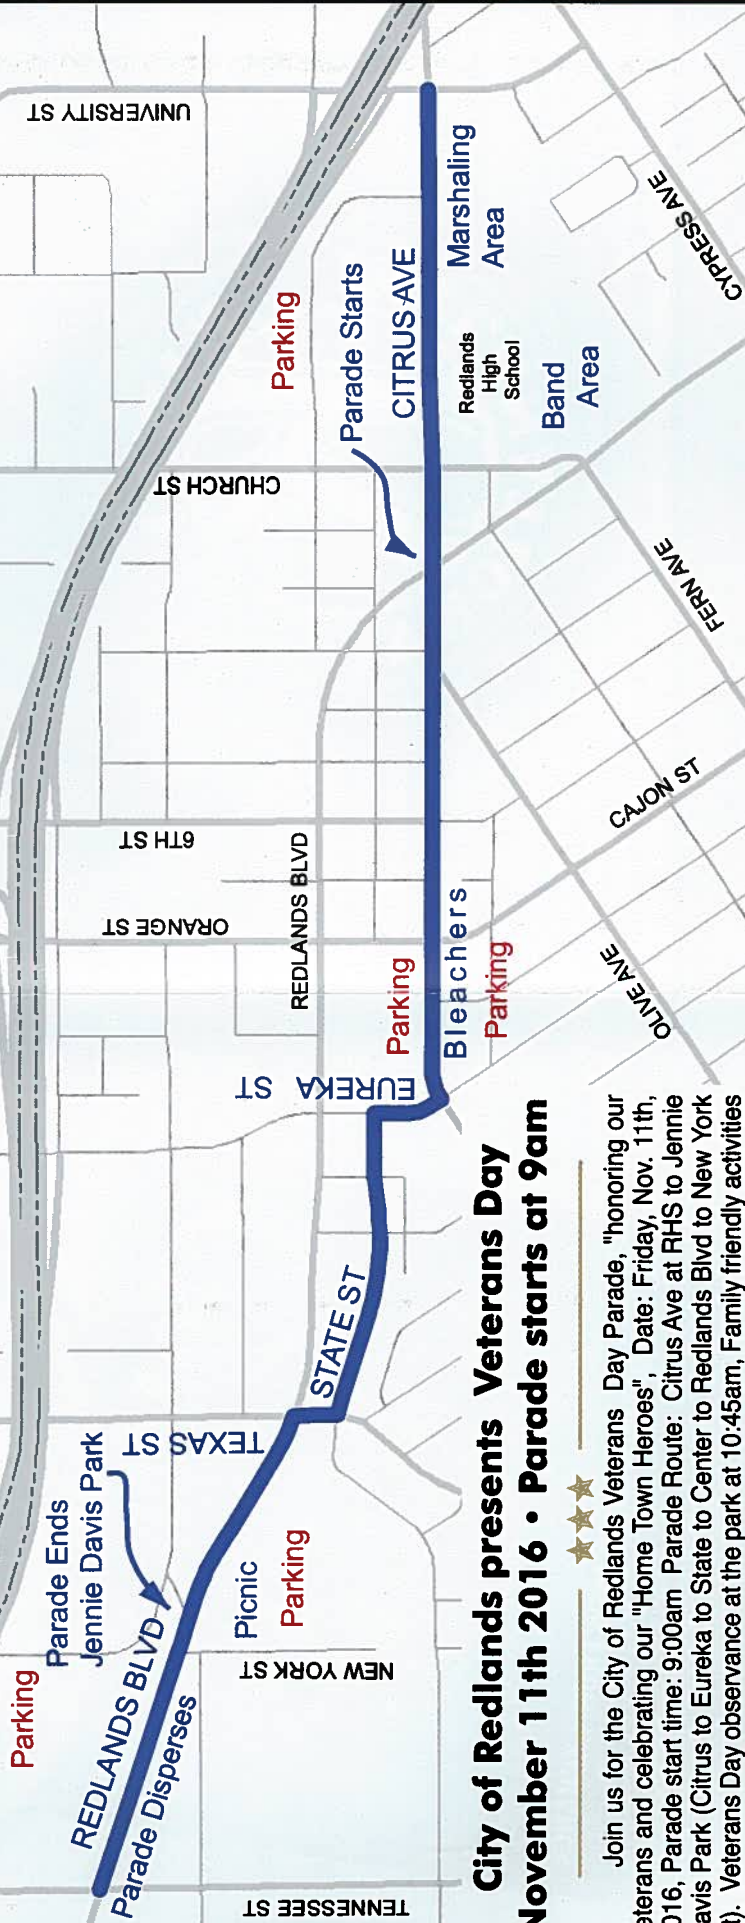 Parking
Parade Ends
Jennie Davis Park
REDLANDS BLVD
Parade Disperses
Picnic
Parking
TENNESSEE ST
NEW YORK ST
TEXAS ST
STATE ST
EUREKA ST
Parking
Bleachers
Parking
REDLANDS BLVD
ORANGE ST
6TH ST
CHURCH ST
Parking
Parade Starts
CITRUS AVE
Marshaling
Area
Redlands
High
School
Band
Area
UNIVERSITY ST
CYPRESS AVE
FERN AVE
CAJON ST
OLIVE AVE
City of Redlands presents Veterans Day
November 11th 2016 • Parade starts at 9am
Join us for the City of Redlands Veterans Day Parade, "honoring our
eterans and celebrating our "Home Town Heroes", Date: Friday, Nov. 11th,
016, Parade start time: 9:00am Parade Route: Citrus Ave at RHS to Jennie
avis Park (Citrus to Eureka to State to Center to Redlands Blvd to New York
t). Veterans Day observance at the park at 10:45am, Family friendly activities